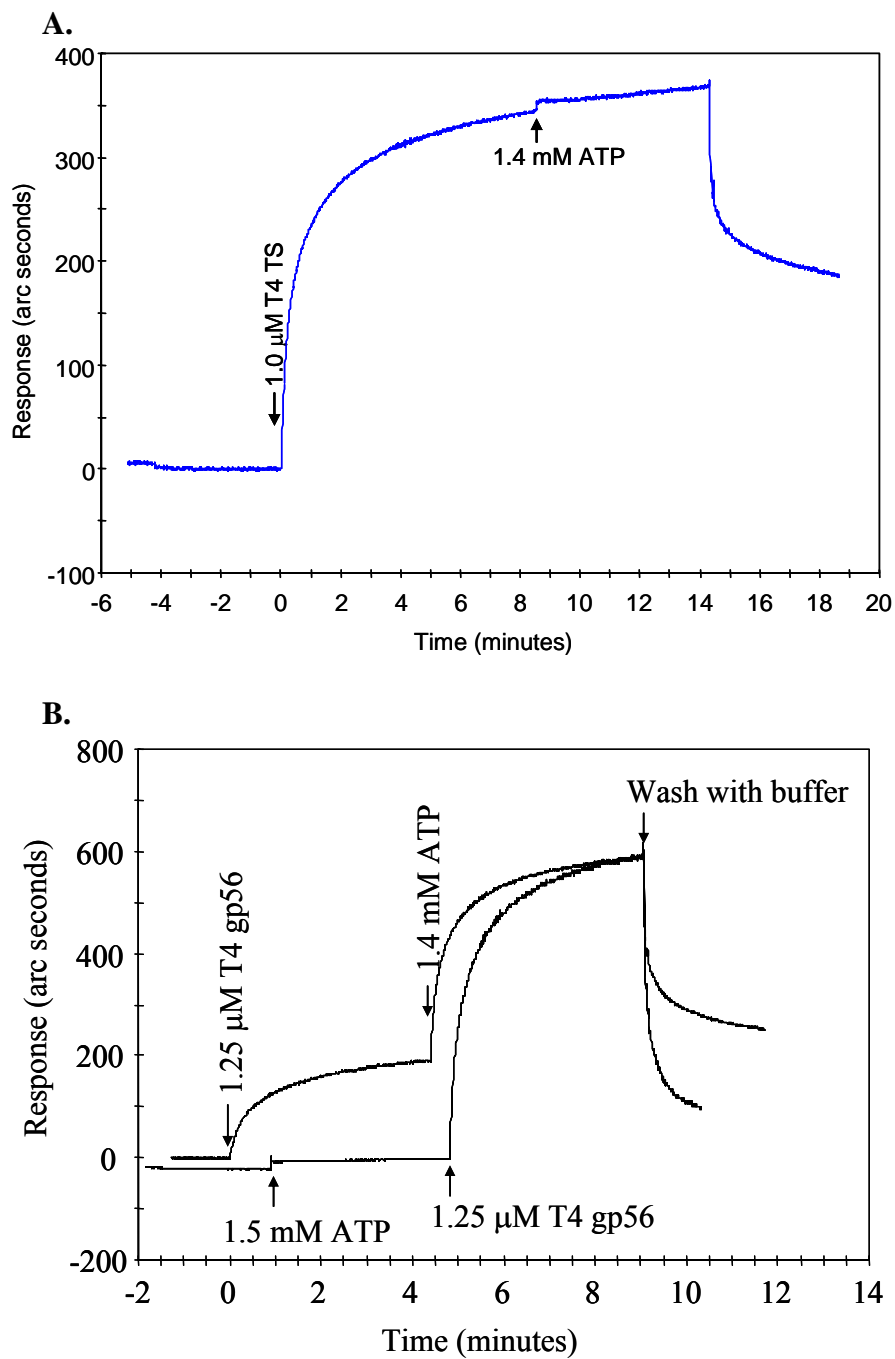 A.
400
300
200
100
0
-100
Response (arc seconds)
1.0 μM T4 TS
1.4 mM ATP
-6 -4 -2 0 2 4 6 8 10 12 14 16 18 20
Time (minutes)
B.
800
600
400
200
0
-200
Response (arc seconds)
1.25 μM T4 gp56
1.4 mM ATP
Wash with buffer
1.5 mM ATP
1.25 μM T4 gp56
-2 0 2 4 6 8 10 12 14
Time (minutes)